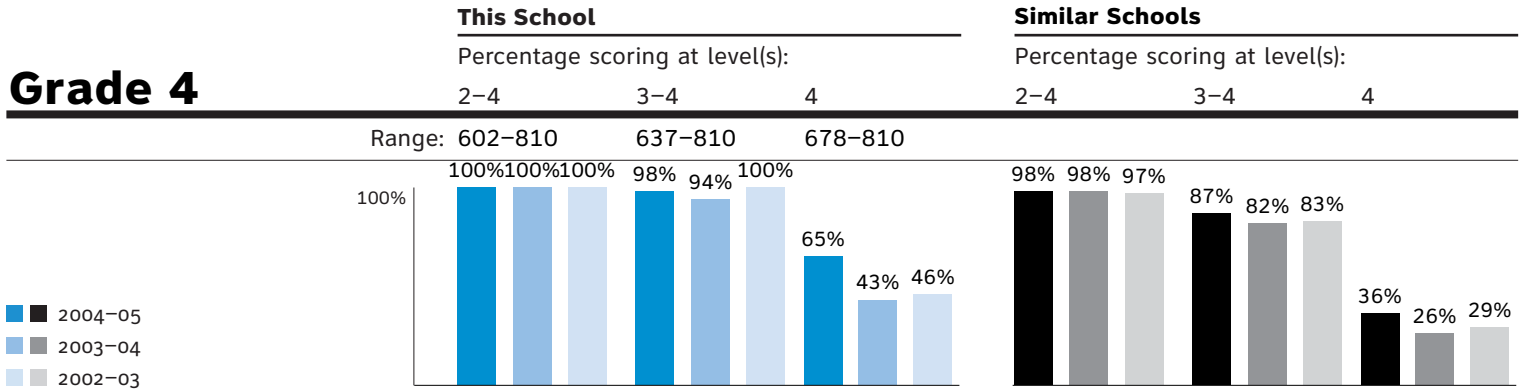 This School Similar Schools
Percentage scoring at level(s): Percentage scoring at level(s):
Grade 4 2–4 3–4 4 2–4 3–4 4
Range: 602–810 637–810 678–810
100% 100% 100% 98% 94% 100% 65% 43% 46% 98% 98% 97% 87% 82% 83% 36% 26% 29%
100%
2004–05
2003–04
2002–03